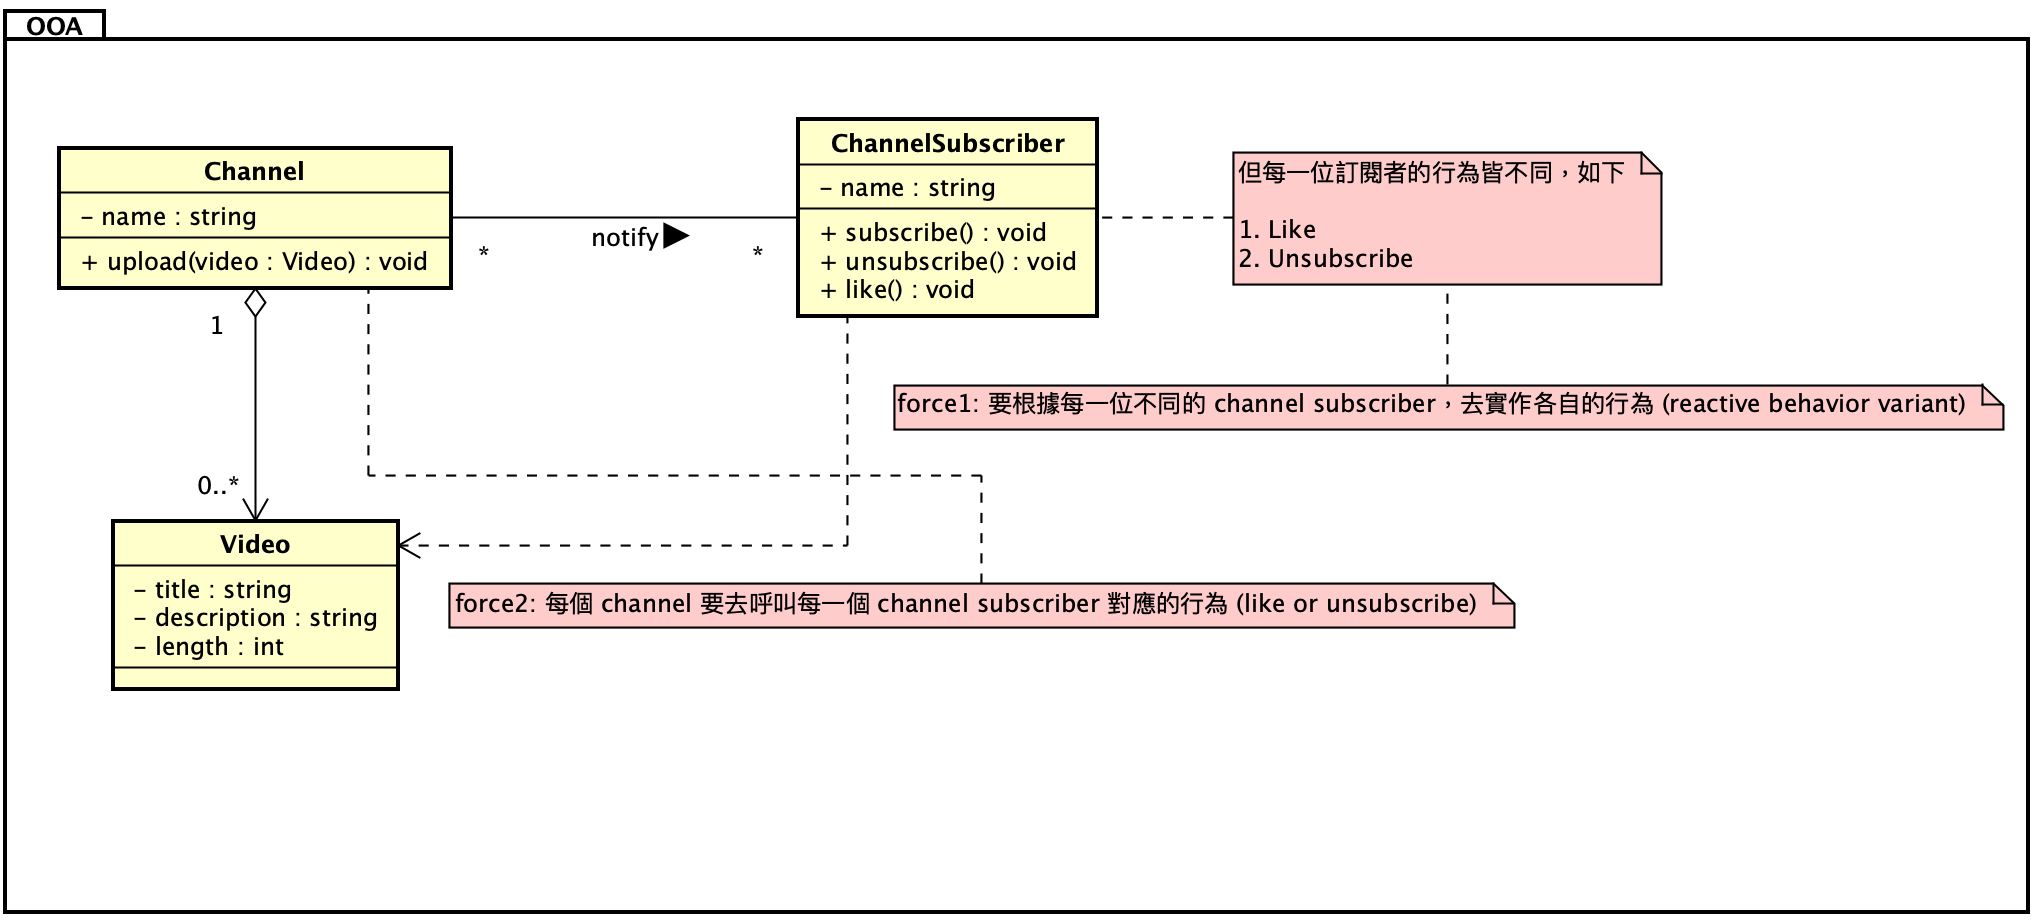 OOA
Channel
– name : string
+ upload(video : Video) : void
*
notify
*
ChannelSubscriber
– name : string
+ subscribe() : void
+ unsubscribe() : void
+ like() : void
但每一位訂閱者的行為皆不同，如下
1. Like
2. Unsubscribe
1
force1: 要根據每一位不同的 channel subscriber，去實作各自的行為 (reactive behavior variant)
0..*
Video
– title : string
– description : string
– length : int
force2: 每個 channel 要去呼叫每一個 channel subscriber 對應的行為 (like or unsubscribe)